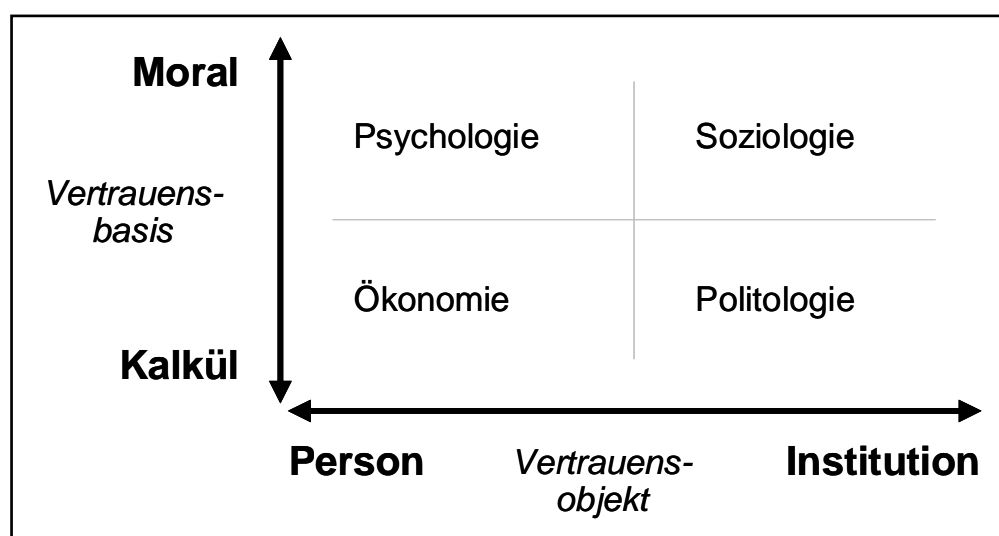 Moral
Psychologie Soziologie
Vertrauens-
basis
Ökonomie Politologie
Kalkül
Person Vertrauens- Institution
objekt